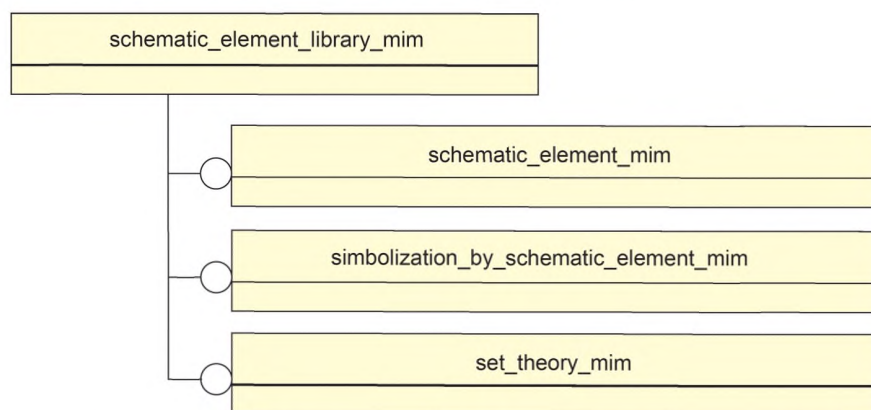 schematic_element_library_mim
schematic_element_mim
simbolization_by_schematic_element_mim
set_theory_mim